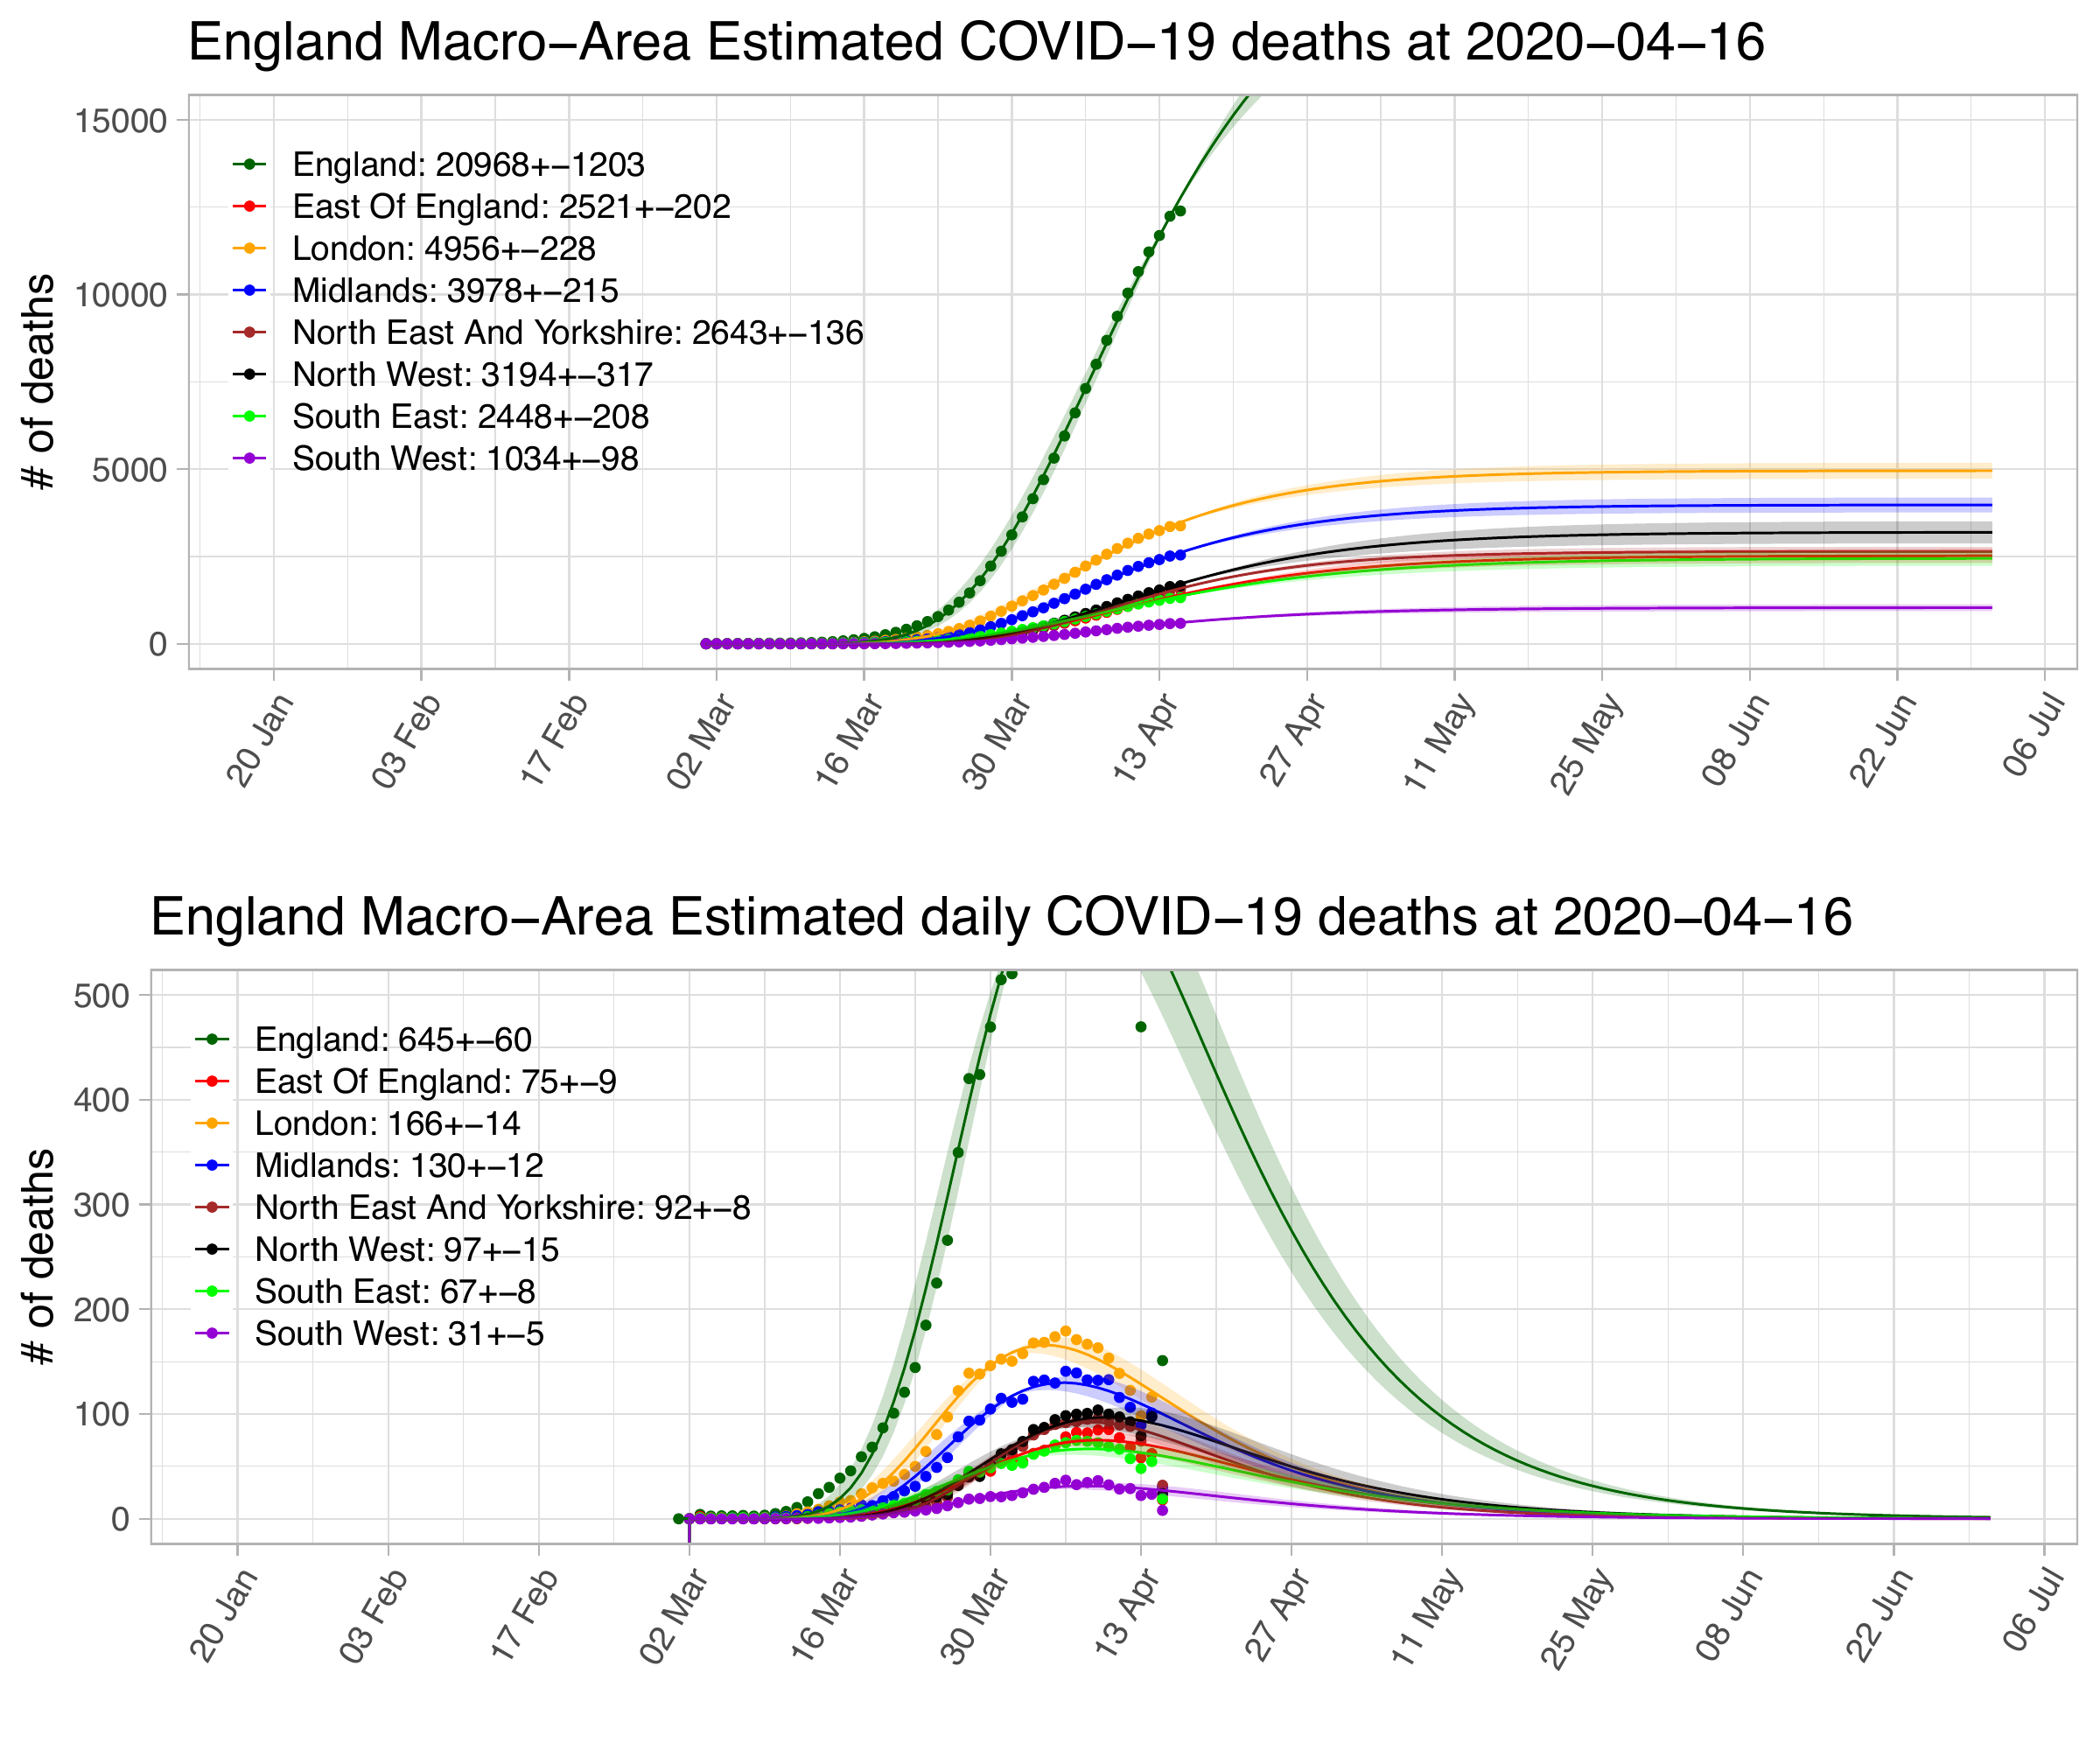 England Macro−Area Estimated COVID−19 deaths at 2020−04−16
# of deaths
15000
10000
5000
0
England: 20968+−1203
East Of England: 2521+−202
London: 4956+−228
Midlands: 3978+−215
North East And Yorkshire: 2643+−136
North West: 3194+−317
South East: 2448+−208
South West: 1034+−98
20 Jan
03 Feb
17 Feb
02 Mar
16 Mar
30 Mar
13 Apr
27 Apr
11 May
25 May
08 Jun
22 Jun
06 Jul
England Macro−Area Estimated daily COVID−19 deaths at 2020−04−16
# of deaths
500
400
300
200
100
0
England: 645+−60
East Of England: 75+−9
London: 166+−14
Midlands: 130+−12
North East And Yorkshire: 92+−8
North West: 97+−15
South East: 67+−8
South West: 31+−5
20 Jan
03 Feb
17 Feb
02 Mar
16 Mar
30 Mar
13 Apr
27 Apr
11 May
25 May
08 Jun
22 Jun
06 Jul